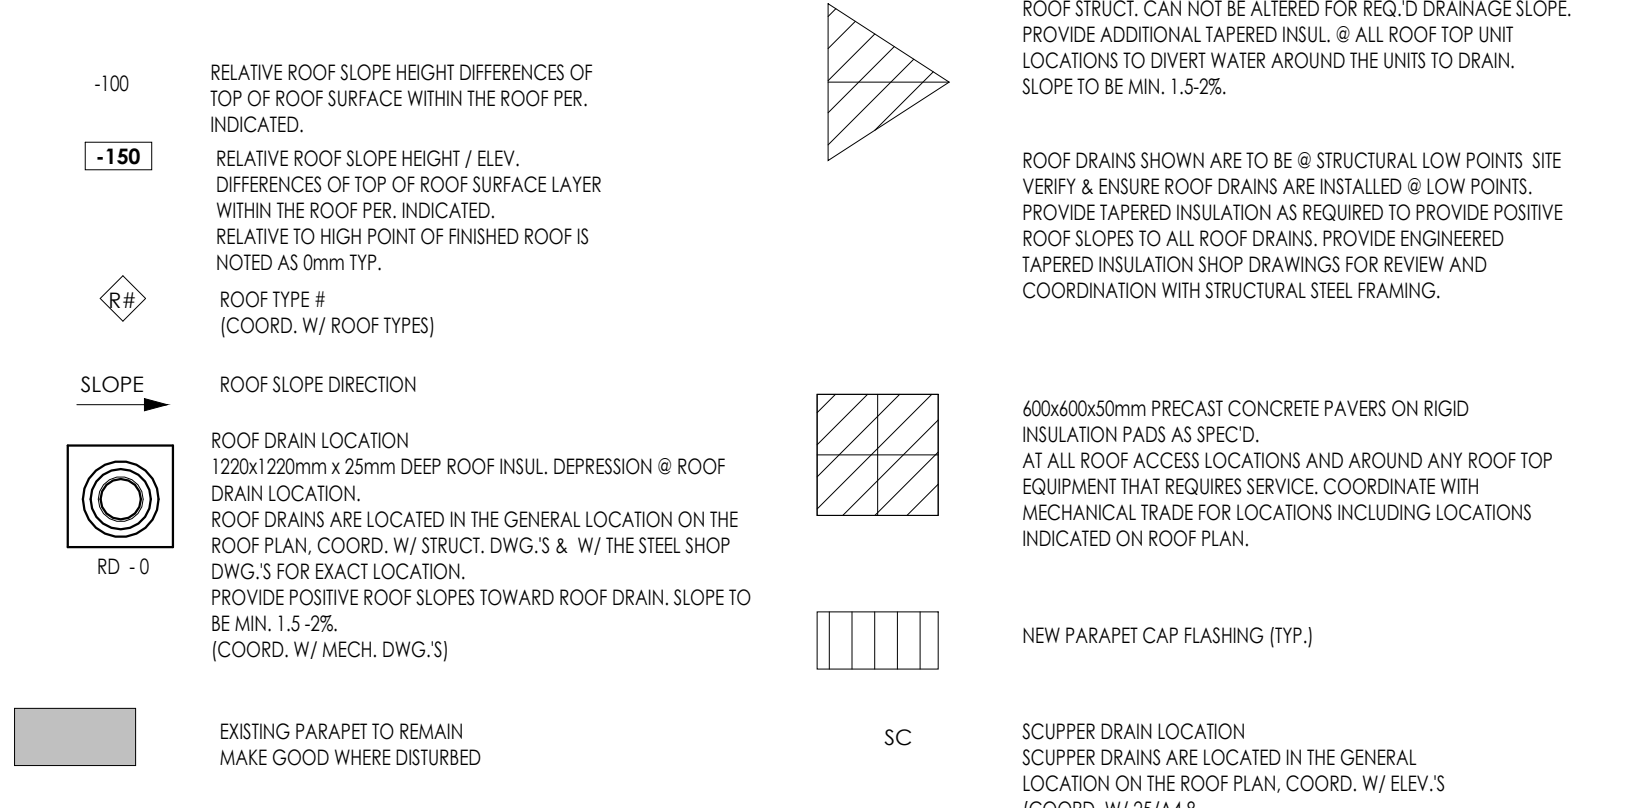 -100
RELATIVE ROOF SLOPE HEIGHT DIFFERENCES OF
TOP OF ROOF SURFACE WITHIN THE ROOF PER.
INDICATED.
-150
RELATIVE ROOF SLOPE HEIGHT / ELEV.
DIFFERENCES OF TOP OF ROOF SURFACE LAYER
WITHIN THE ROOF PER. INDICATED.
RELATIVE TO HIGH POINT OF FINISHED ROOF IS
NOTED AS 0mm TYP.
R#
ROOF TYPE #
(COORD. W/ ROOF TYPES)
SLOPE
ROOF SLOPE DIRECTION
ROOF DRAIN LOCATION
1220x1220mm x 25mm DEEP ROOF INSUL. DEPRESSION @ ROOF
DRAIN LOCATION.
ROOF DRAINS ARE LOCATED IN THE GENERAL LOCATION ON THE
ROOF PLAN, COORD. W/ STRUCT. DWG.'S & W/ THE STEEL SHOP
DWG.'S FOR EXACT LOCATION.
PROVIDE POSITIVE ROOF SLOPES TOWARD ROOF DRAIN. SLOPE TO
BE MIN. 1.5 -2%.
(COORD. W/ MECH. DWG.'S)
RD - 0
EXISTING PARAPET TO REMAIN
MAKE GOOD WHERE DISTURBED
ROOF STRUCT. CAN NOT BE ALTERED FOR REQ.'D DRAINAGE SLOPE.
PROVIDE ADDITIONAL TAPERED INSUL. @ ALL ROOF TOP UNIT
LOCATIONS TO DIVERT WATER AROUND THE UNITS TO DRAIN.
SLOPE TO BE MIN. 1.5-2%.
ROOF DRAINS SHOWN ARE TO BE @ STRUCTURAL LOW POINTS SITE
VERIFY & ENSURE ROOF DRAINS ARE INSTALLED @ LOW POINTS.
PROVIDE TAPERED INSULATION AS REQUIRED TO PROVIDE POSITIVE
ROOF SLOPES TO ALL ROOF DRAINS. PROVIDE ENGINEERED
TAPERED INSULATION SHOP DRAWINGS FOR REVIEW AND
COORDINATION WITH STRUCTURAL STEEL FRAMING.
600x600x50mm PRECAST CONCRETE PAVERS ON RIGID
INSULATION PADS AS SPEC'D.
AT ALL ROOF ACCESS LOCATIONS AND AROUND ANY ROOF TOP
EQUIPMENT THAT REQUIRES SERVICE. COORDINATE WITH
MECHANICAL TRADE FOR LOCATIONS INCLUDING LOCATIONS
INDICATED ON ROOF PLAN.
NEW PARAPET CAP FLASHING (TYP.)
SC
SCUPPER DRAIN LOCATION
SCUPPER DRAINS ARE LOCATED IN THE GENERAL
LOCATION ON THE ROOF PLAN, COORD. W/ ELEV.'S
(COORD. W/ 25/A4.8